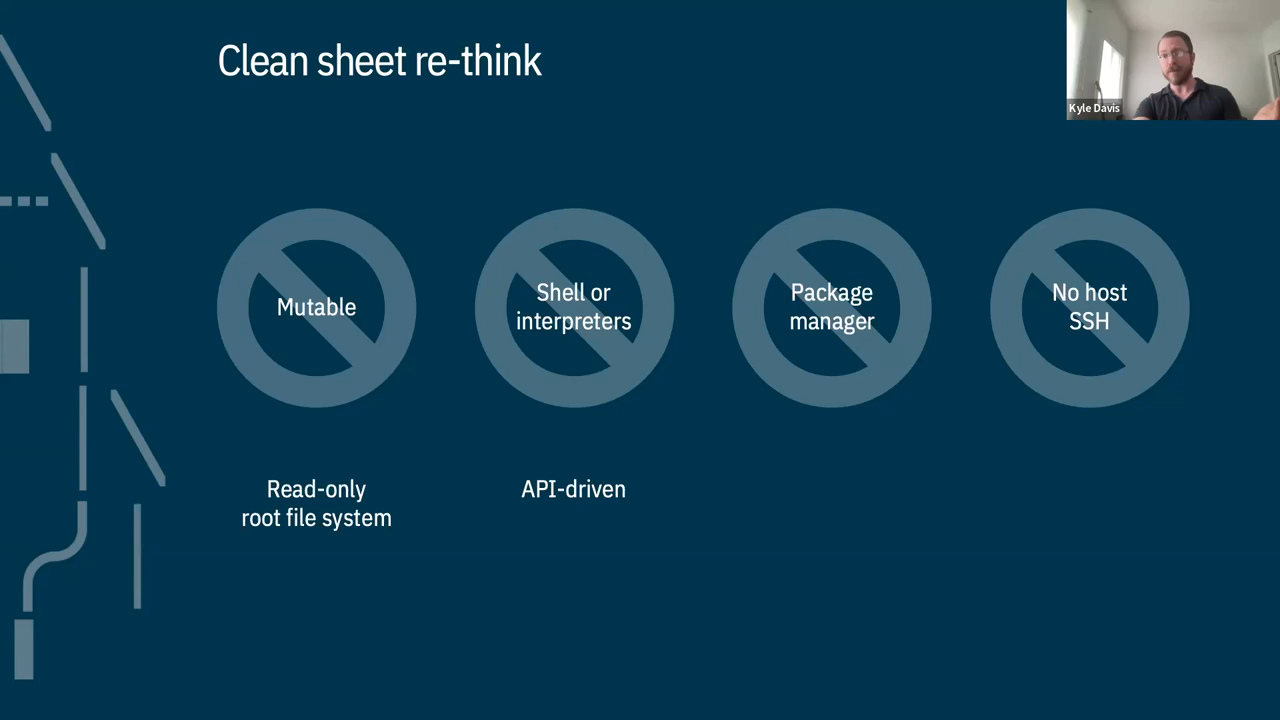 Clean sheet re-think
Kyle Davis
Mutable
Shell or
interpreters
Package
manager
No host
SSH
Read-only
root file system
API-driven